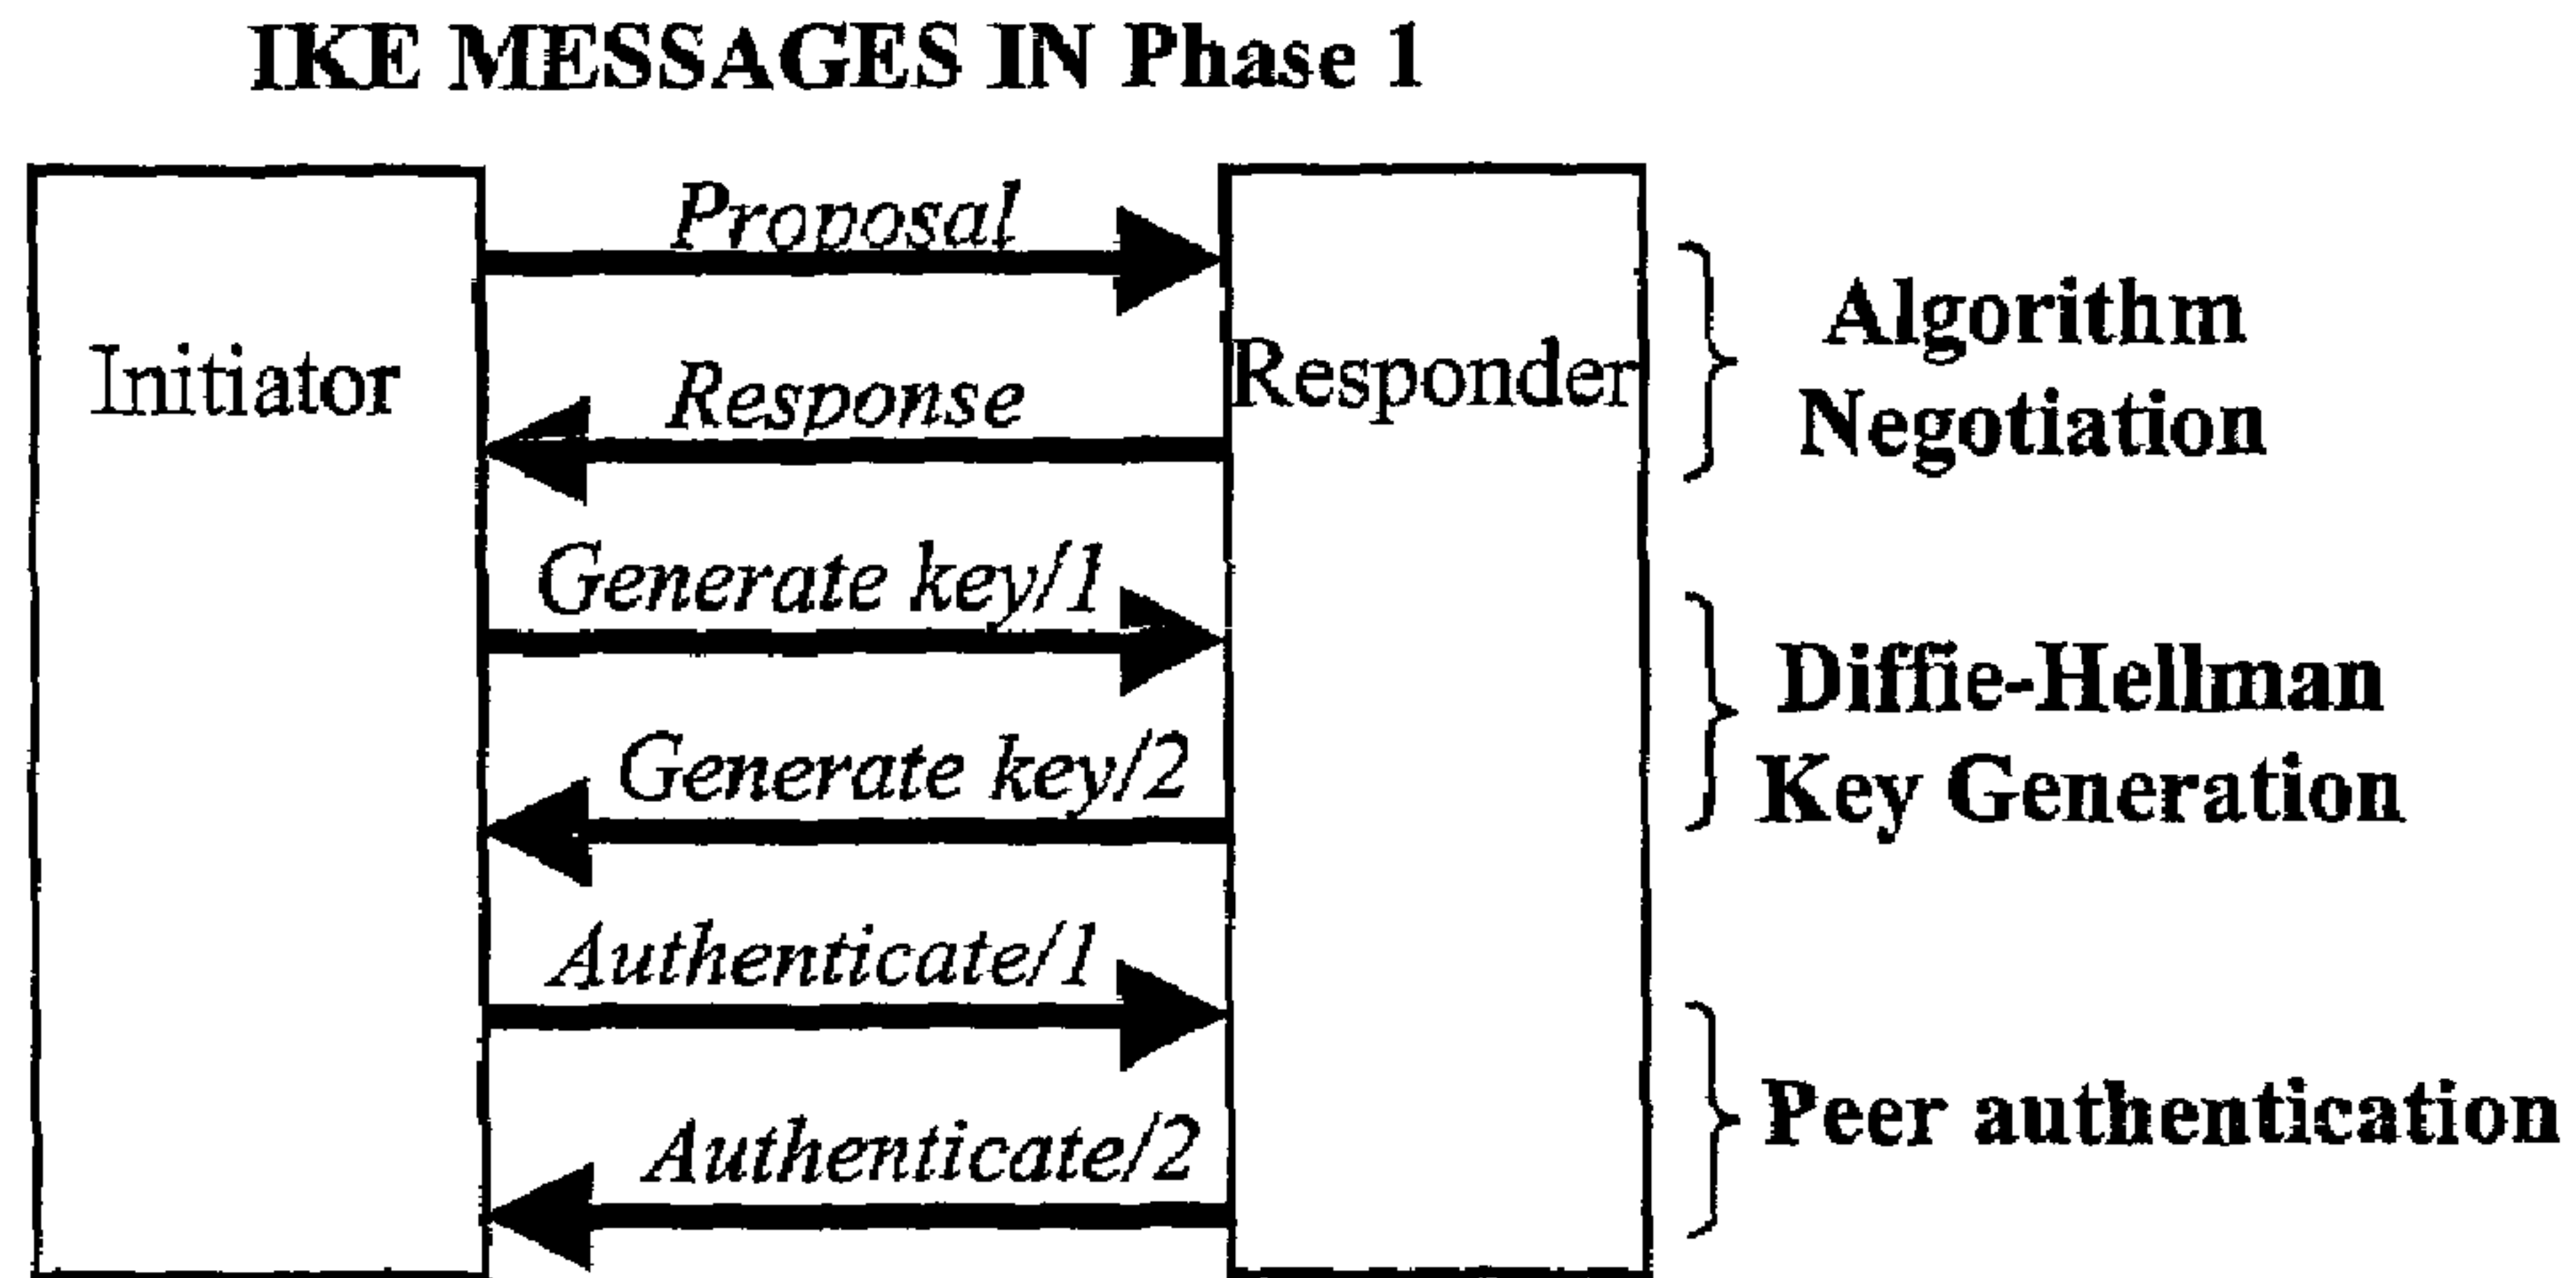 IKE MESSAGES IN Phase 1
Initiator
Proposal
Response
Generate key/1
Generate key/2
Authenticate/1
Authenticate/2
Responder
Algorithm
Negotiation
Diffie-Hellman
Key Generation
Peer authentication